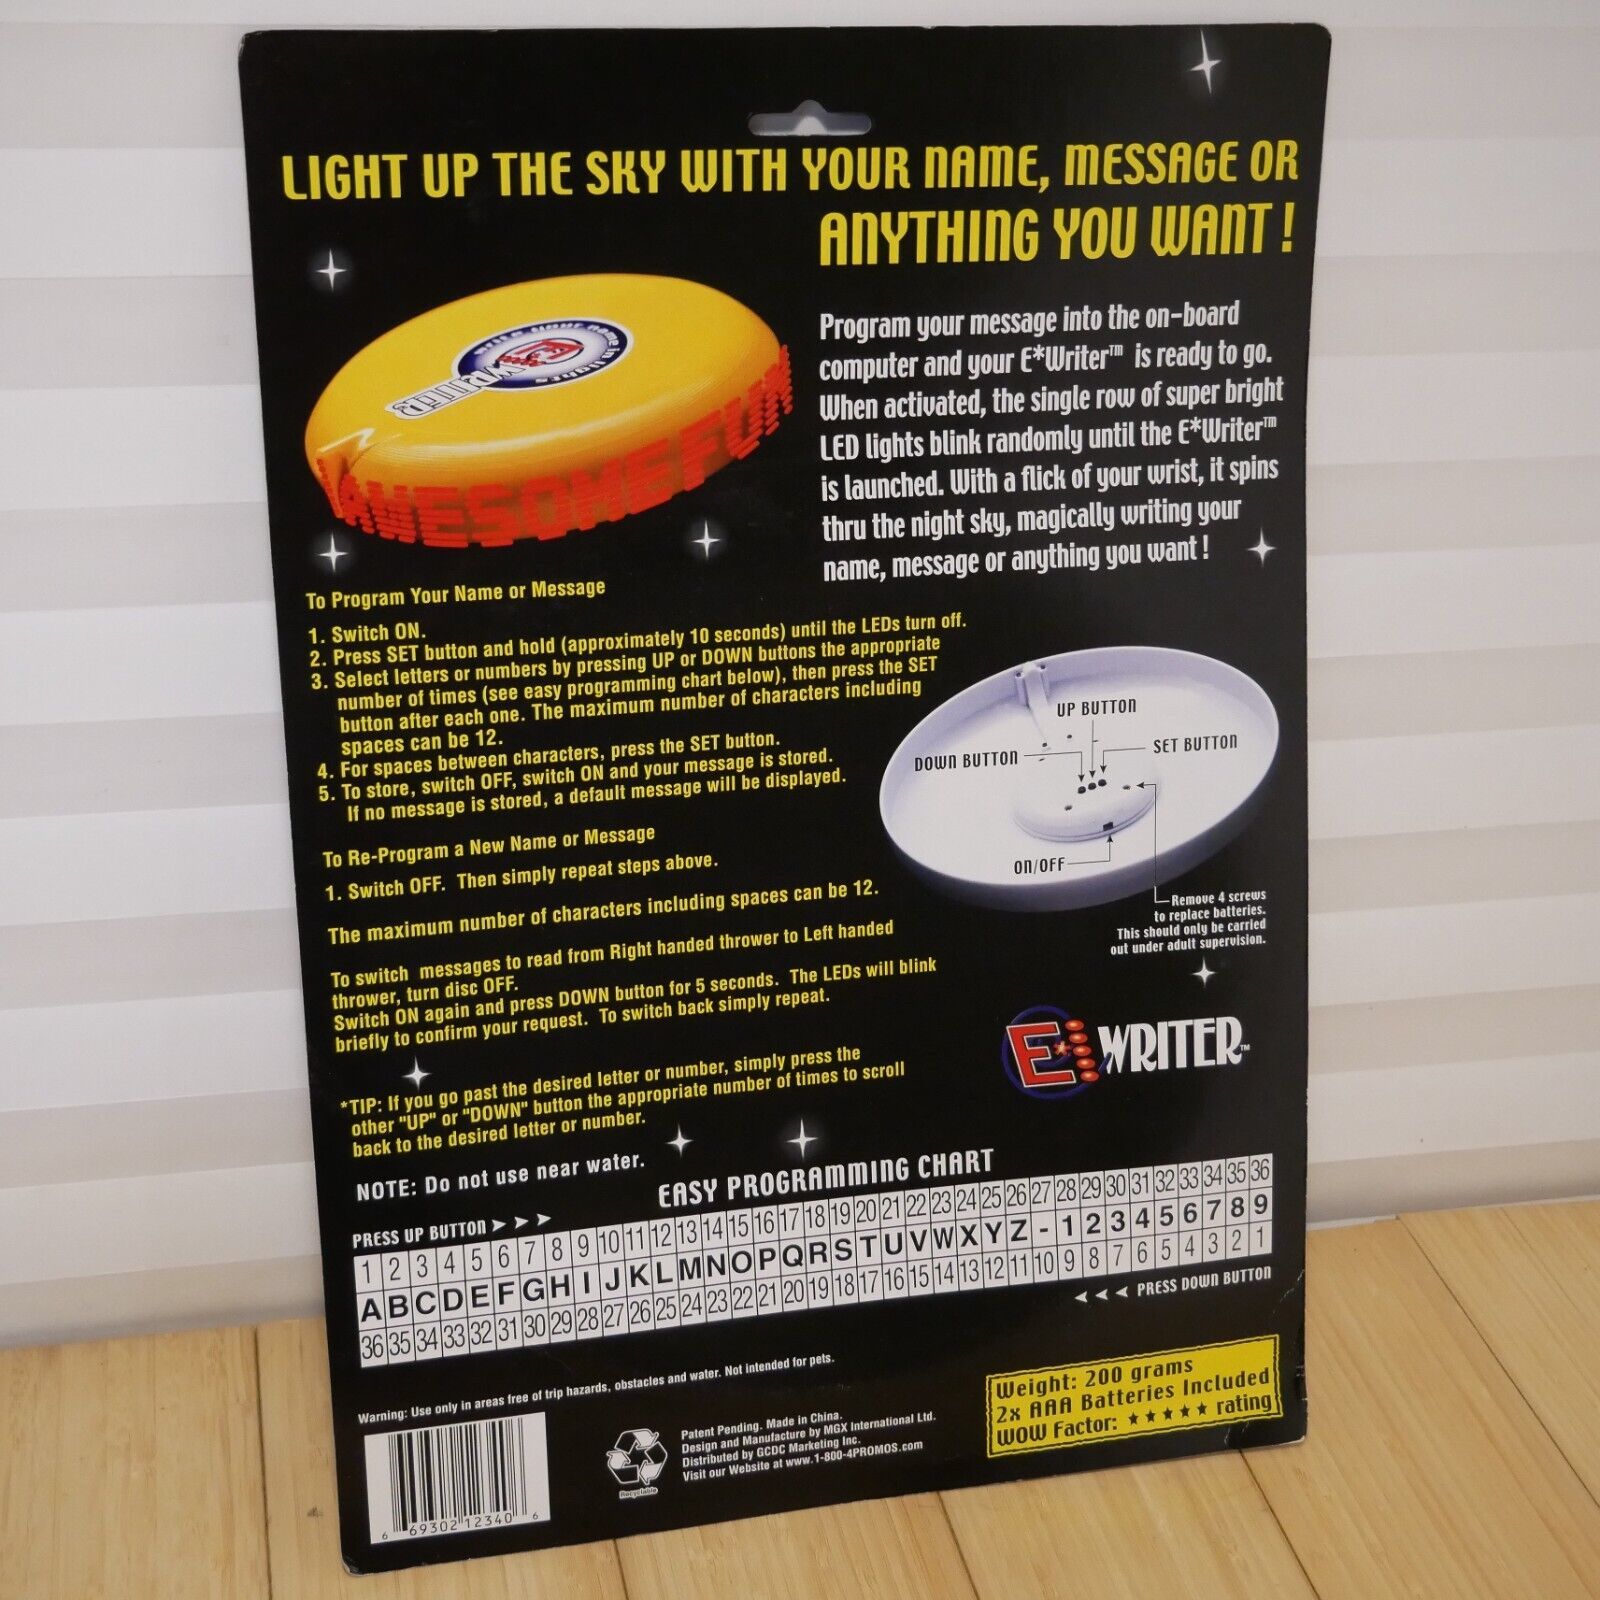 LIGHT UP THE SKY WITH YOUR NAME, MESSAGE OR
ANYTHING YOU WANT!
write your name in lights
E*WRITER
AWESOMEFUN
Program your message into the on-board
computer and your E*Writer™ is ready to go.
When activated, the single row of super bright
LED lights blink randomly until the E*Writer™
is launched. With a flick of your wrist, it spins
thru the night sky, magically writing your
name, message or anything you want!
To Program Your Name or Message
1. Switch ON.
2. Press SET button and hold (approximately 10 seconds) until the LEDs turn off.
3. Select letters or numbers by pressing UP or DOWN buttons the appropriate
number of times (see easy programming chart below), then press the SET
button after each one. The maximum number of characters including
spaces can be 12.
4. For spaces between characters, press the SET button.
5. To store, switch OFF, switch ON and your message is stored.
If no message is stored, a default message will be displayed.
To Re-Program a New Name or Message
1. Switch OFF. Then simply repeat steps above.
The maximum number of characters including spaces can be 12.
To switch messages to read from Right handed thrower to Left handed
thrower, turn disc OFF.
Switch ON again and press DOWN button for 5 seconds. The LEDs will blink
briefly to confirm your request. To switch back simply repeat.
*TIP: If you go past the desired letter or number, simply press the
other "UP" or "DOWN" button the appropriate number of times to scroll
back to the desired letter or number.
NOTE: Do not use near water.
UP BUTTON
DOWN BUTTON
SET BUTTON
ON/OFF
Remove 4 screws
to replace batteries.
This should only be carried
out under adult supervision.
E*WRITER™
EASY PROGRAMMING CHART
PRESS UP BUTTON > > >
1 2 3 4 5 6 7 8 9 10 11 12 13 14 15 16 17 18 19 20 21 22 23 24 25 26 27 28 29 30 31 32 33 34 35 36
A B C D E F G H I J K L M N O P Q R S T U V W X Y Z - 1 2 3 4 5 6 7 8 9
36 35 34 33 32 31 30 29 28 27 26 25 24 23 22 21 20 19 18 17 16 15 14 13 12 11 10 9 8 7 6 5 4 3 2 1
< < < PRESS DOWN BUTTON
Warning: Use only in areas free of trip hazards, obstacles and water. Not intended for pets.
6 69302 12340 6
Recyclable
Patent Pending. Made in China.
Design and Manufacture by MGX International Ltd.
Distributed by GCDC Marketing Inc.
Visit our Website at www.1-800-4PROMOS.com
Weight: 200 grams
2x AAA Batteries Included
WOW Factor: ★★★★★ rating